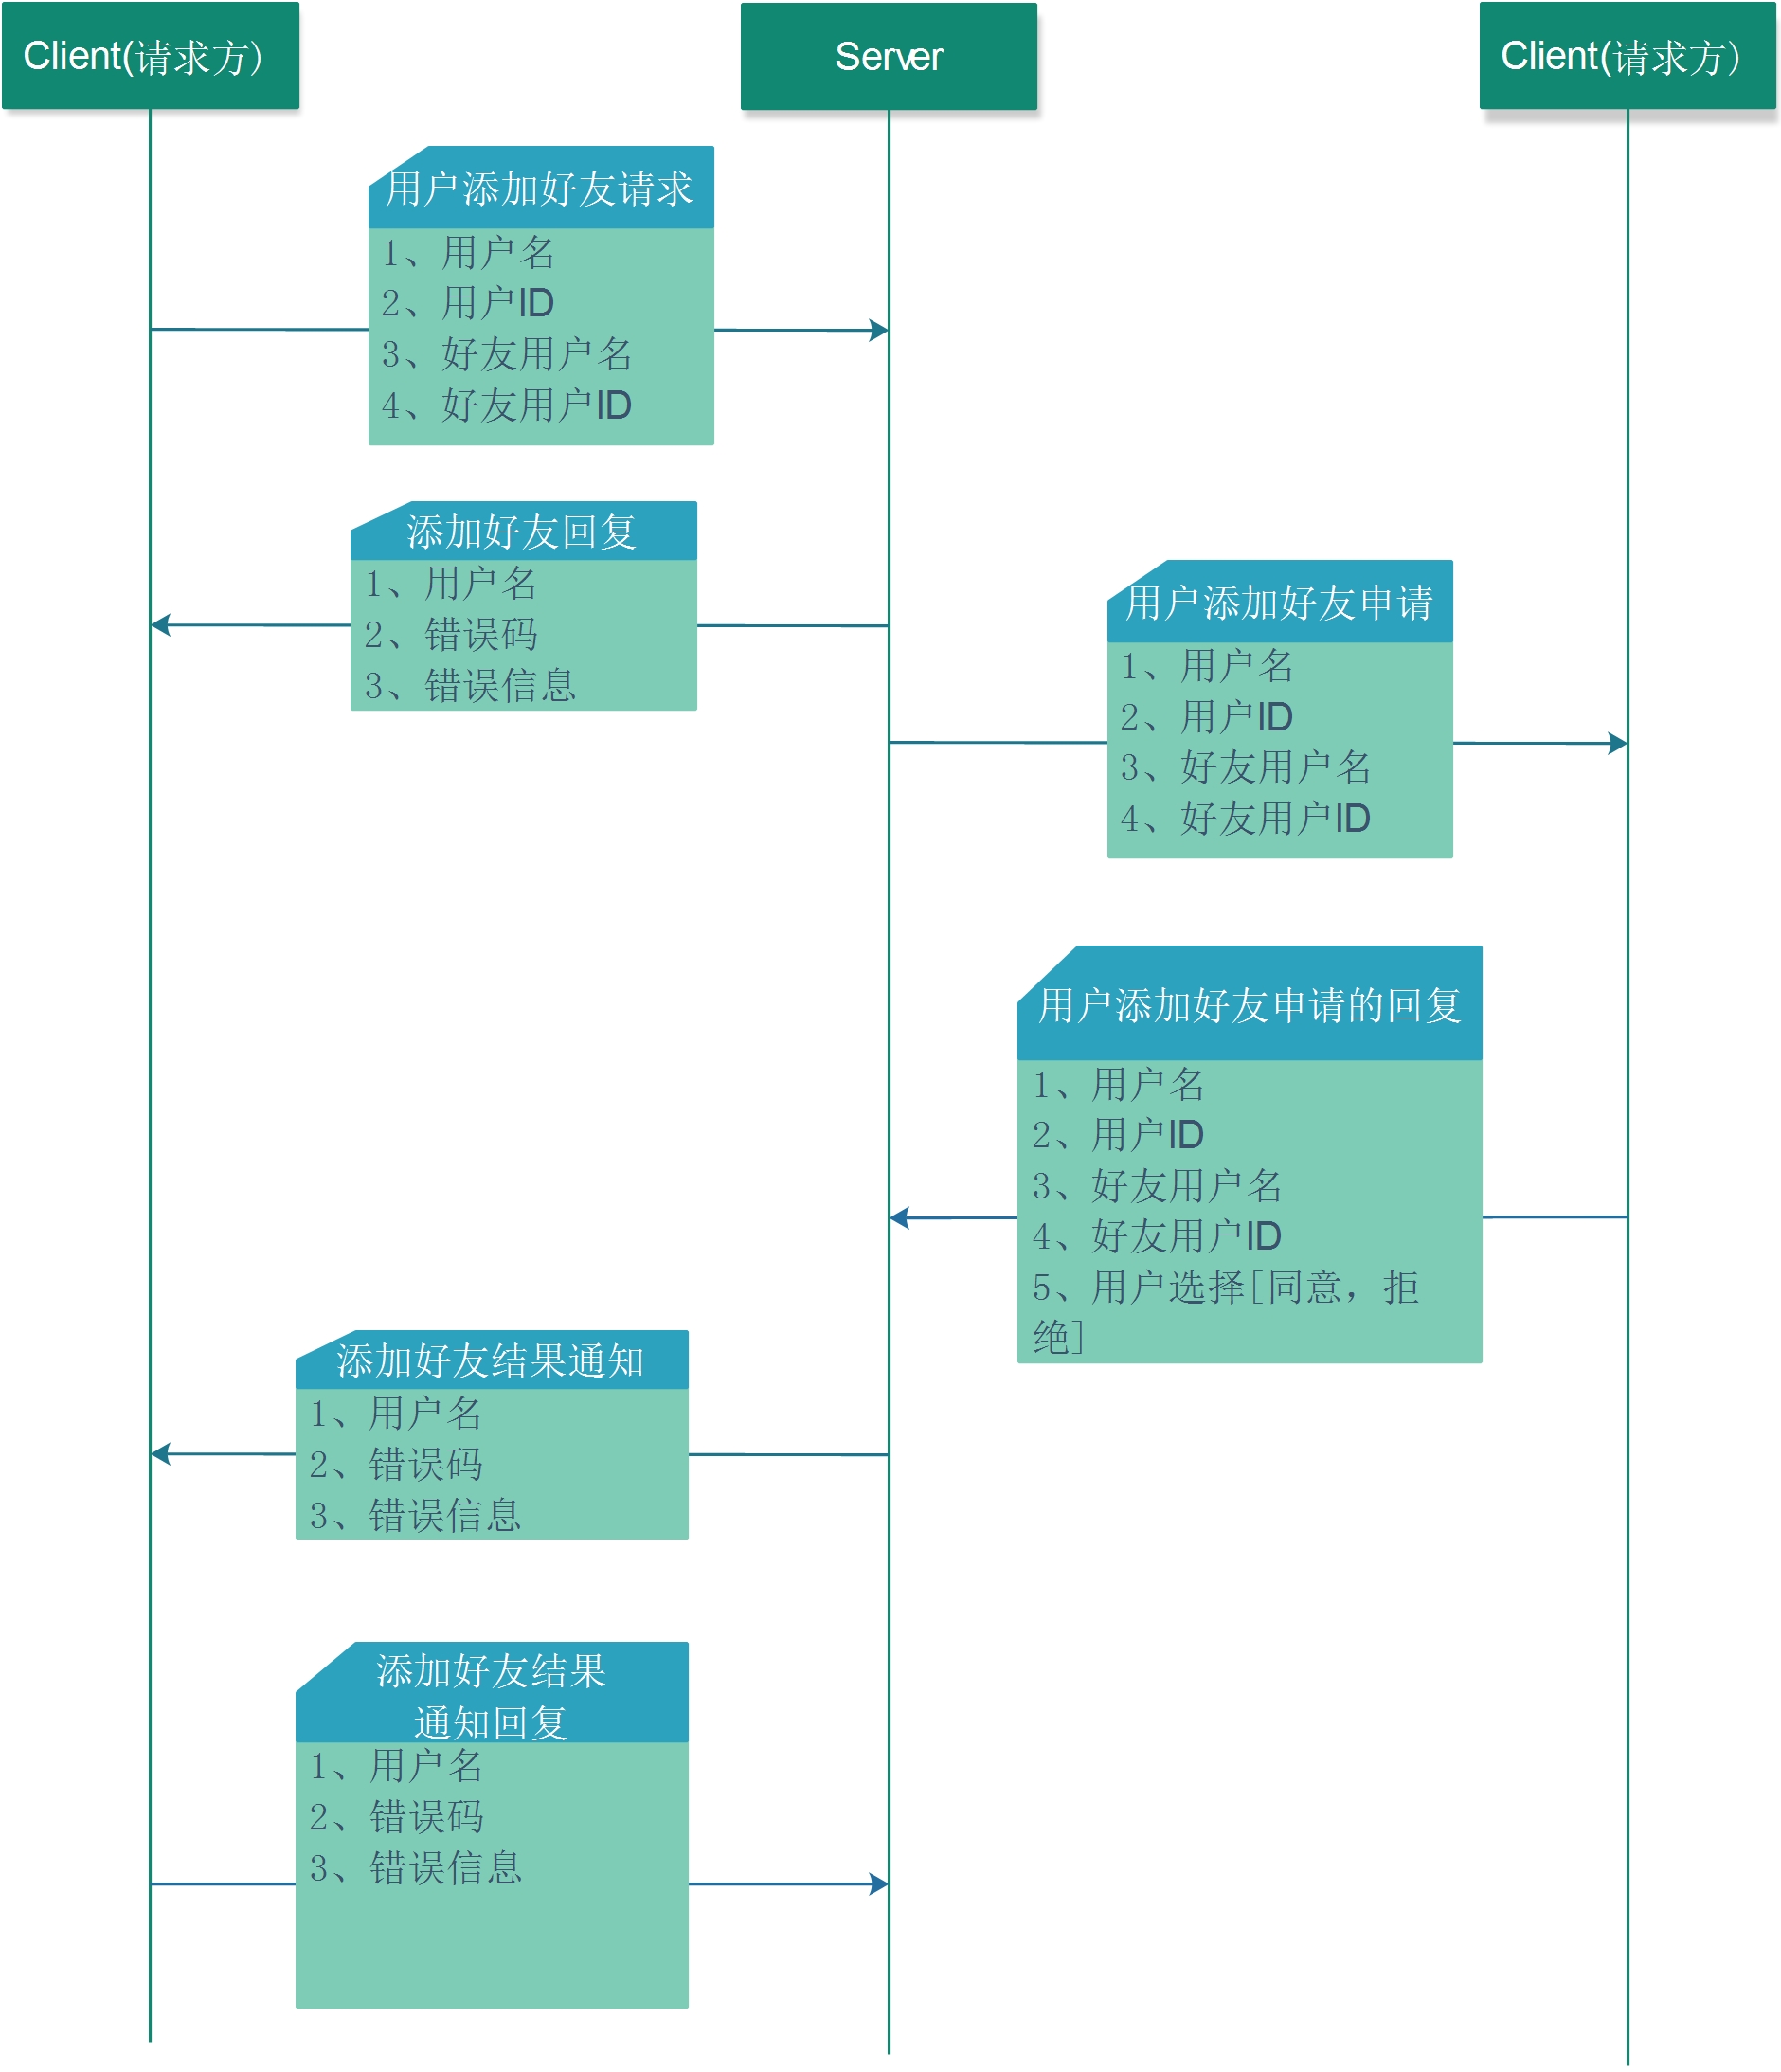 Client(请求方)
Server
Client(请求方)
用户添加好友请求
1、用户名
2、用户ID
3、好友用户名
4、好友用户ID
添加好友回复
1、用户名
2、错误码
3、错误信息
用户添加好友申请
1、用户名
2、用户ID
3、好友用户名
4、好友用户ID
用户添加好友申请的回复
1、用户名
2、用户ID
3、好友用户名
4、好友用户ID
5、用户选择[同意，拒
绝]
添加好友结果通知
1、用户名
2、错误码
3、错误信息
添加好友结果
通知回复
1、用户名
2、错误码
3、错误信息